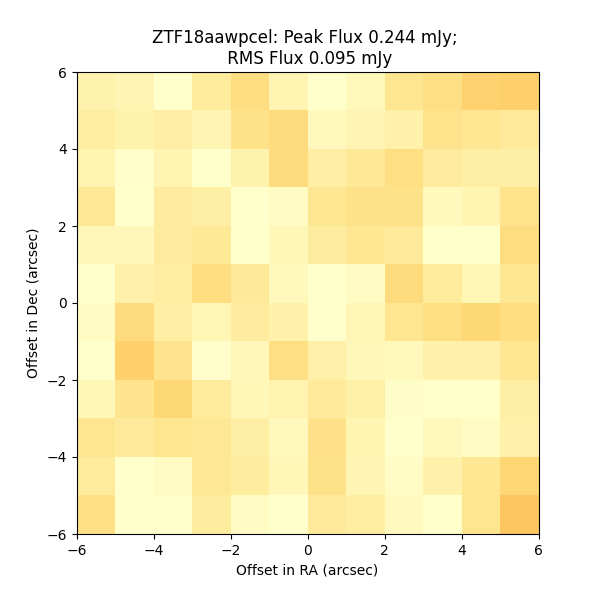 ZTF18aawpcel: Peak Flux 0.244 mJy;
RMS Flux 0.095 mJy
6
4
2
0
−2
−4
−6
Offset in Dec (arcsec)
−6 −4 −2 0 2 4 6
Offset in RA (arcsec)